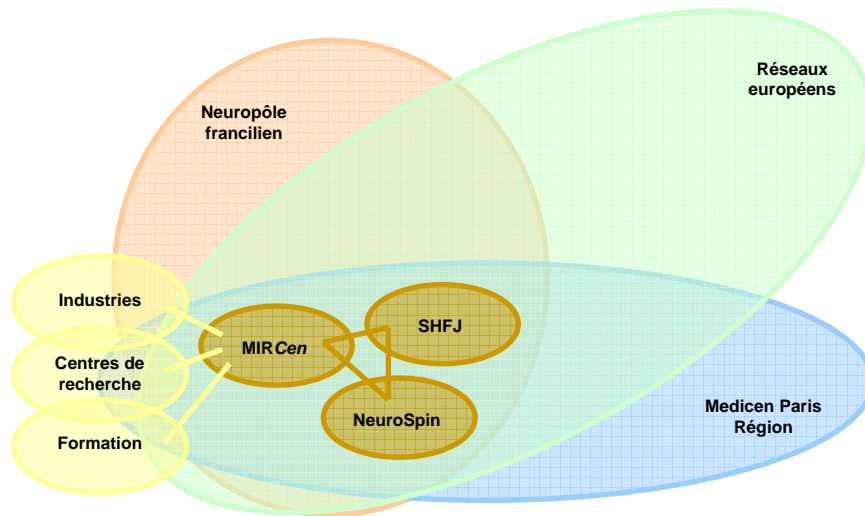 Neuropôle
francilien
Réseaux
européens
Industries
Centres de
recherche
Formation
MIRCen
SHFJ
NeuroSpin
Medicen Paris
Région